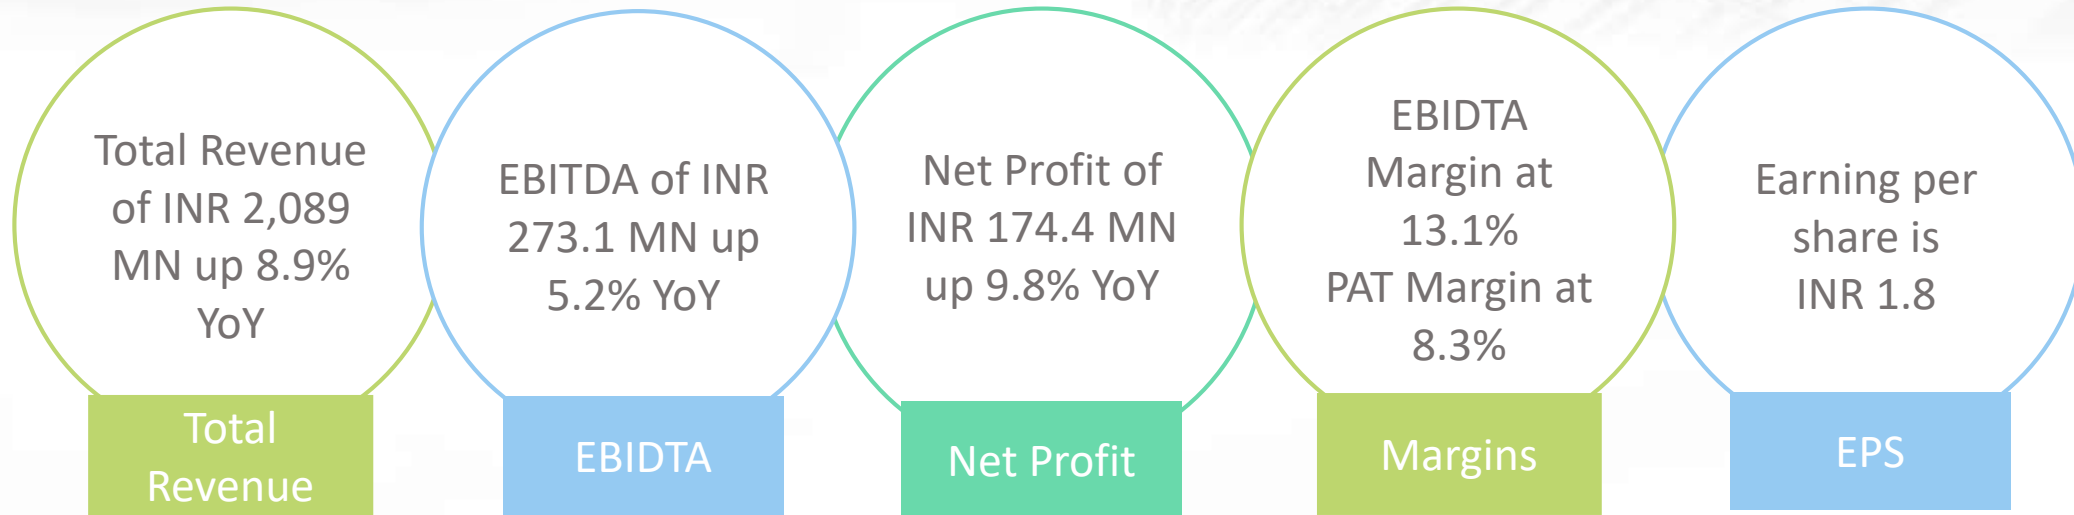 Total Revenue
of INR 2,089
MN up 8.9%
YoY
Total
Revenue
EBITDA of INR
273.1 MN up
5.2% YoY
EBIDTA
Net Profit of
INR 174.4 MN
up 9.8% YoY
Net Profit
EBIDTA
Margin at
13.1%
PAT Margin at
8.3%
Margins
Earning per
share is
INR 1.8
EPS